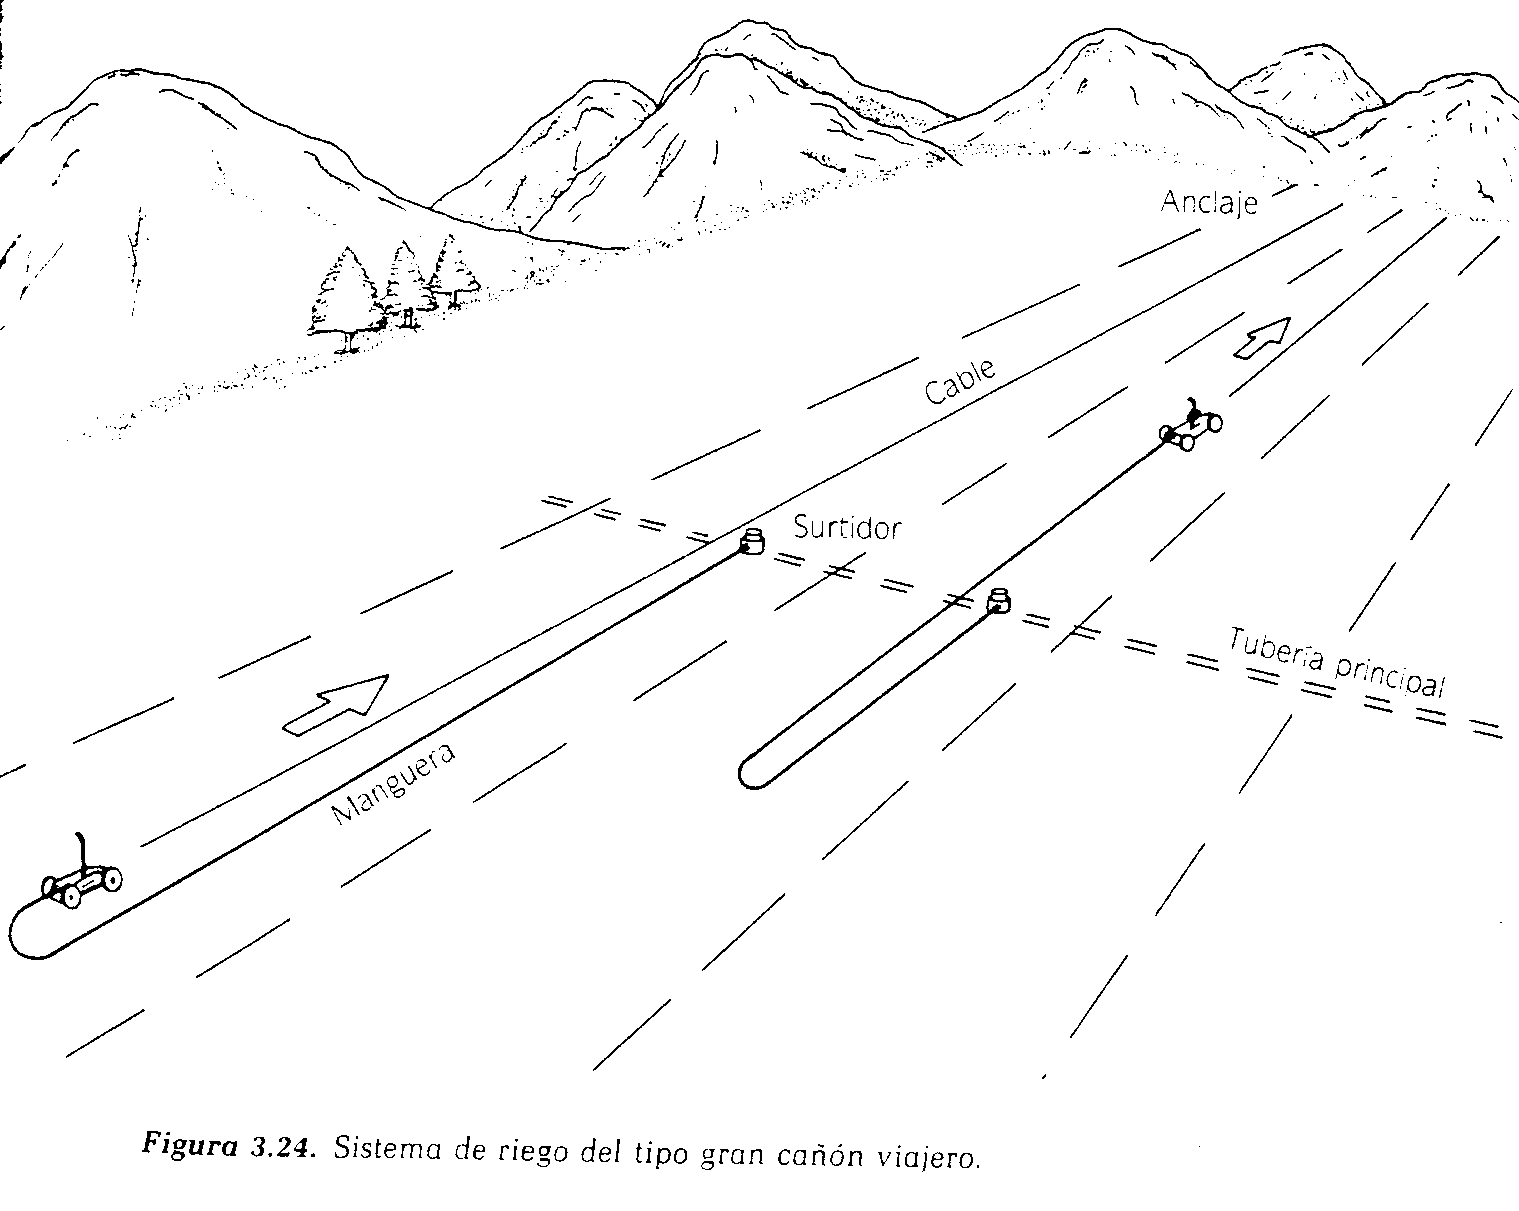 Anclaje
Cable
Surtidor
Tubería principal
Manguera
Figura 3.24. Sistema de riego del tipo gran cañón viajero.